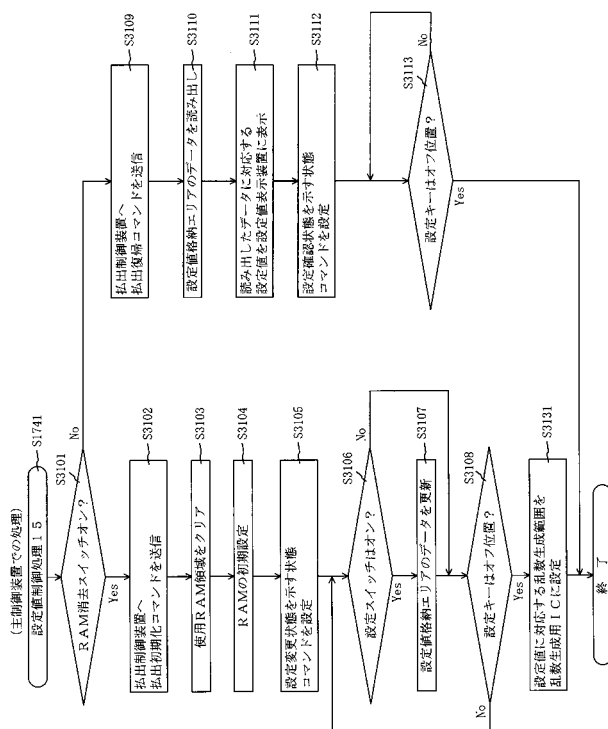 (主制御装置での処理)
設定値制御処理15
S1741
RAM消去スイッチオン?
S3101
No
Yes
払出制御装置へ
払出初期化コマンドを送信
S3102
使用RAM領域をクリア
S3103
RAMの初期設定
S3104
設定変更状態を示す状態
コマンドを設定
S3105
設定スイッチはオン?
S3106
No
Yes
設定値格納エリアのデータを更新
S3107
設定キーはオフ位置?
S3108
No
Yes
設定値に対応する乱数生成範囲を
乱数生成用ICに設定
S3131
終了
払出制御装置へ
払出復帰コマンドを送信
S3109
設定値格納エリアのデータを読み出し
S3110
読み出したデータに対応する
設定値を設定値表示装置に表示
S3111
設定確認状態を示す状態
コマンドを設定
S3112
設定キーはオフ位置?
S3113
No
Yes